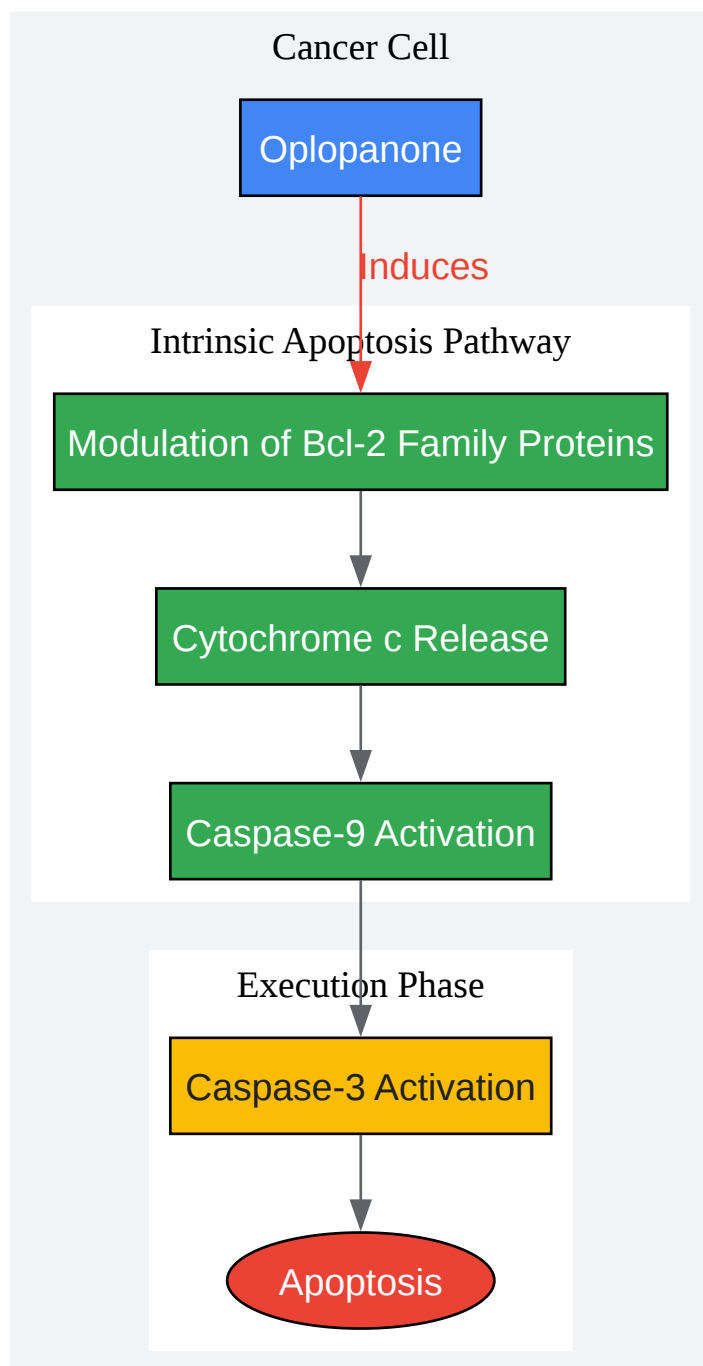 Cancer Cell
Oplopanone
Induces
Intrinsic Apoptosis Pathway
Modulation of Bcl-2 Family Proteins
Cytochrome c Release
Caspase-9 Activation
Execution Phase
Caspase-3 Activation
Apoptosis